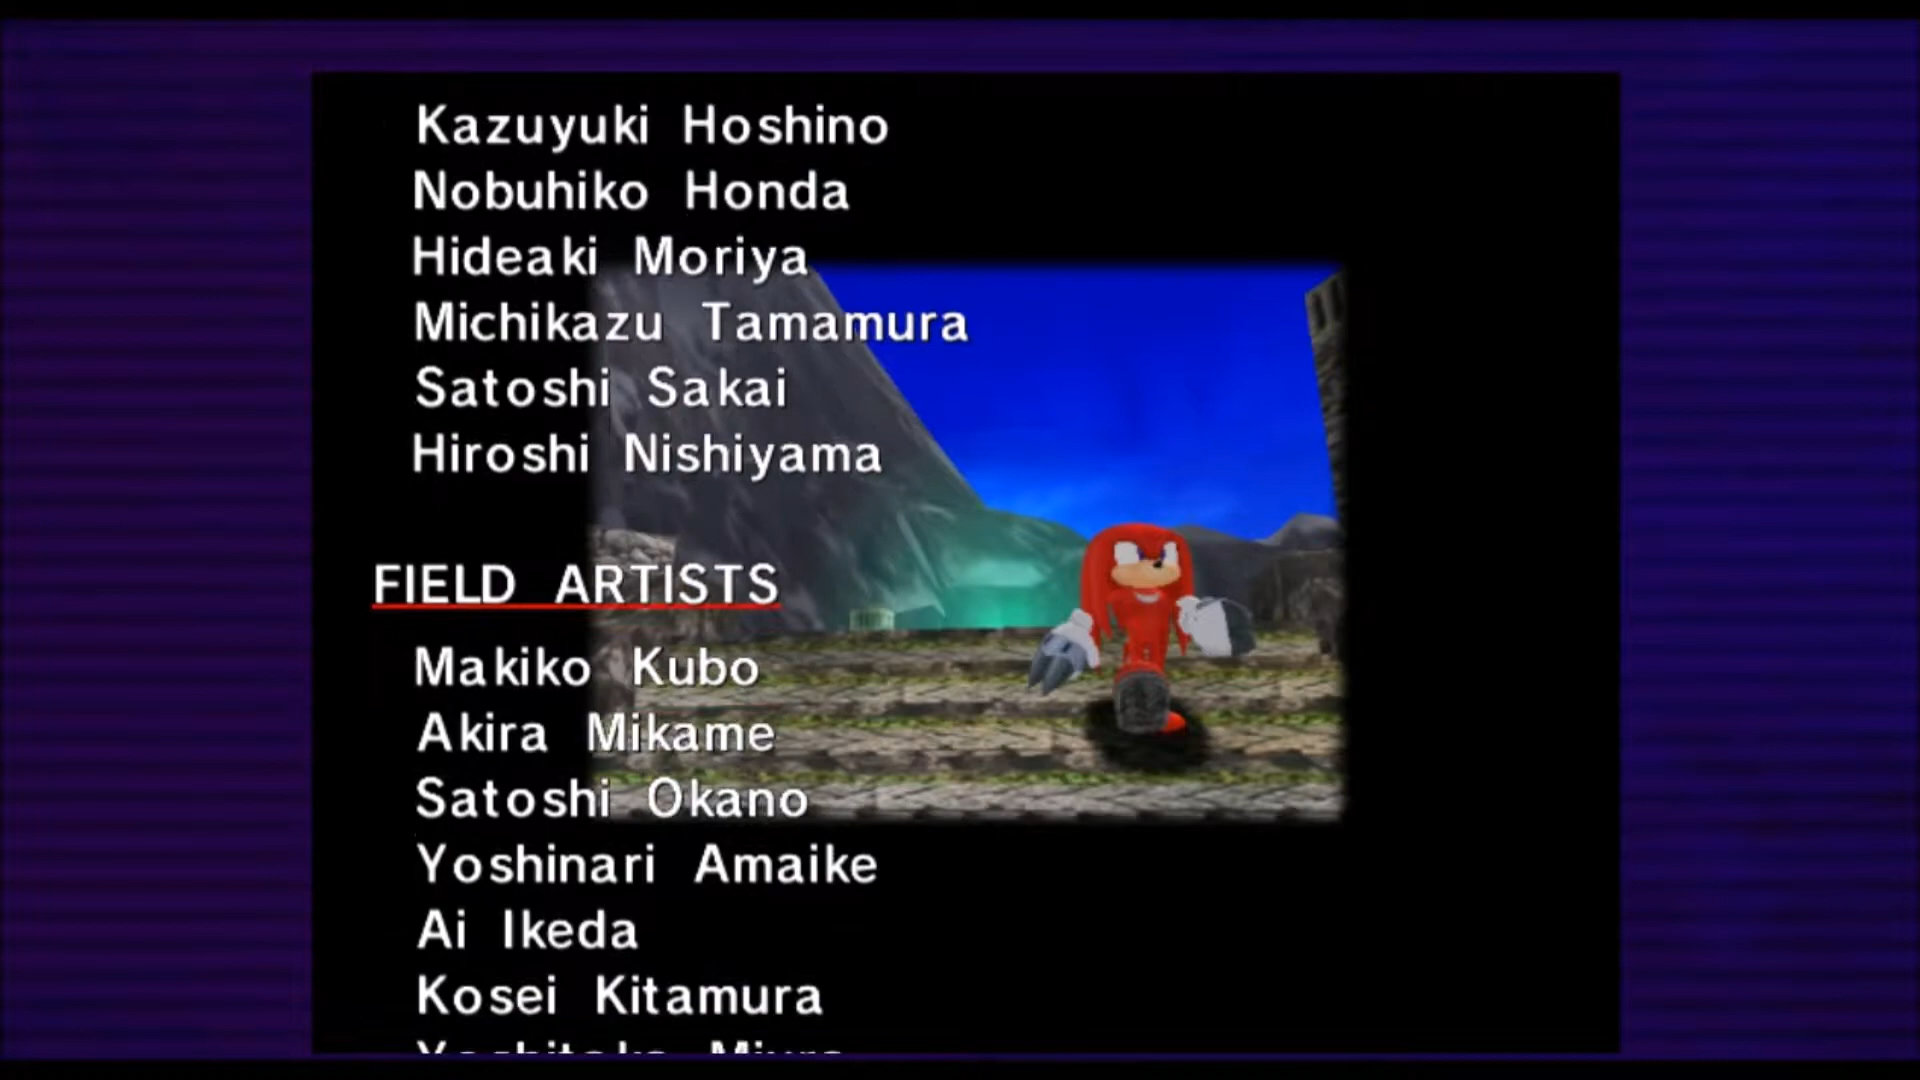 Kazuyuki Hoshino
Nobuhiko Honda
Hideaki Moriya
Michikazu Tamamura
Satoshi Sakai
Hiroshi Nishiyama
FIELD ARTISTS
Makiko Kubo
Akira Mikame
Satoshi Okano
Yoshinari Amaike
Ai Ikeda
Kosei Kitamura